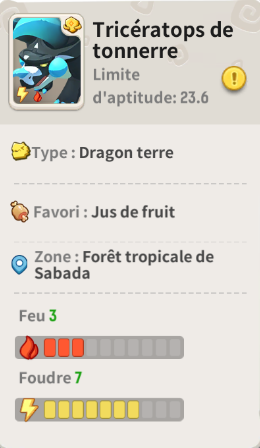 Tricératops de
tonnerre
Limite
d'aptitude: 23.6
Type : Dragon terre
Favori : Jus de fruit
Zone : Forêt tropicale de
Sabada
Feu 3
Foudre 7